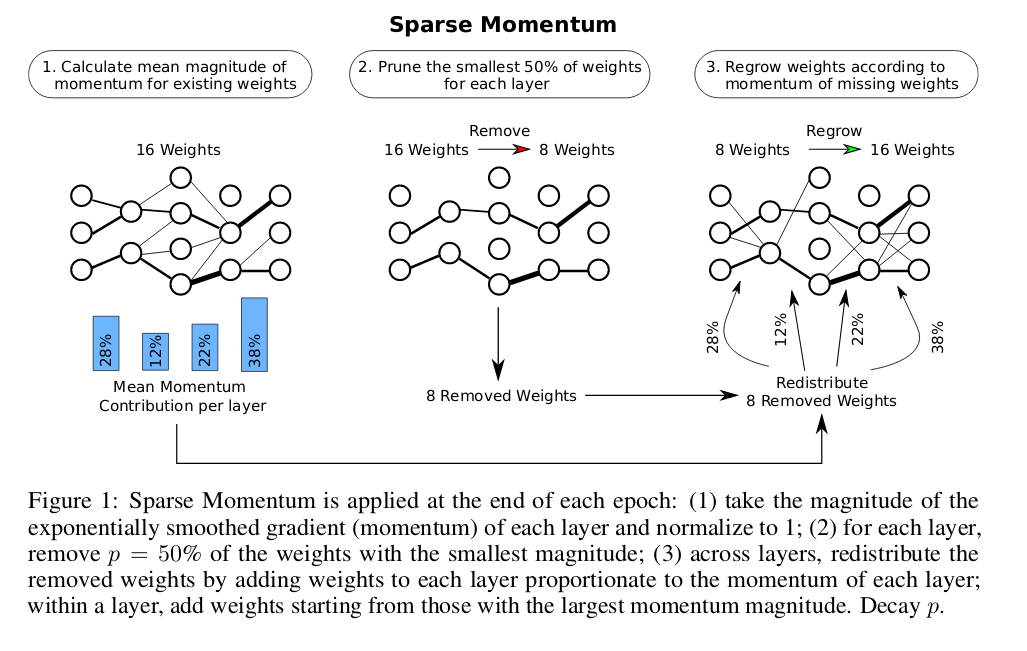 Sparse Momentum
1. Calculate mean magnitude of
momentum for existing weights
2. Prune the smallest 50% of weights
for each layer
3. Regrow weights according to
momentum of missing weights
16 Weights
Remove
16 Weights
8 Weights
Regrow
8 Weights
16 Weights
28%
12%
22%
38%
Mean Momentum
Contribution per layer
8 Removed Weights
28%
12%
22%
38%
Redistribute
8 Removed Weights
Figure 1: Sparse Momentum is applied at the end of each epoch: (1) take the magnitude of the
exponentially smoothed gradient (momentum) of each layer and normalize to 1; (2) for each layer,
remove p = 50% of the weights with the smallest magnitude; (3) across layers, redistribute the
removed weights by adding weights to each layer proportionate to the momentum of each layer;
within a layer, add weights starting from those with the largest momentum magnitude. Decay p.